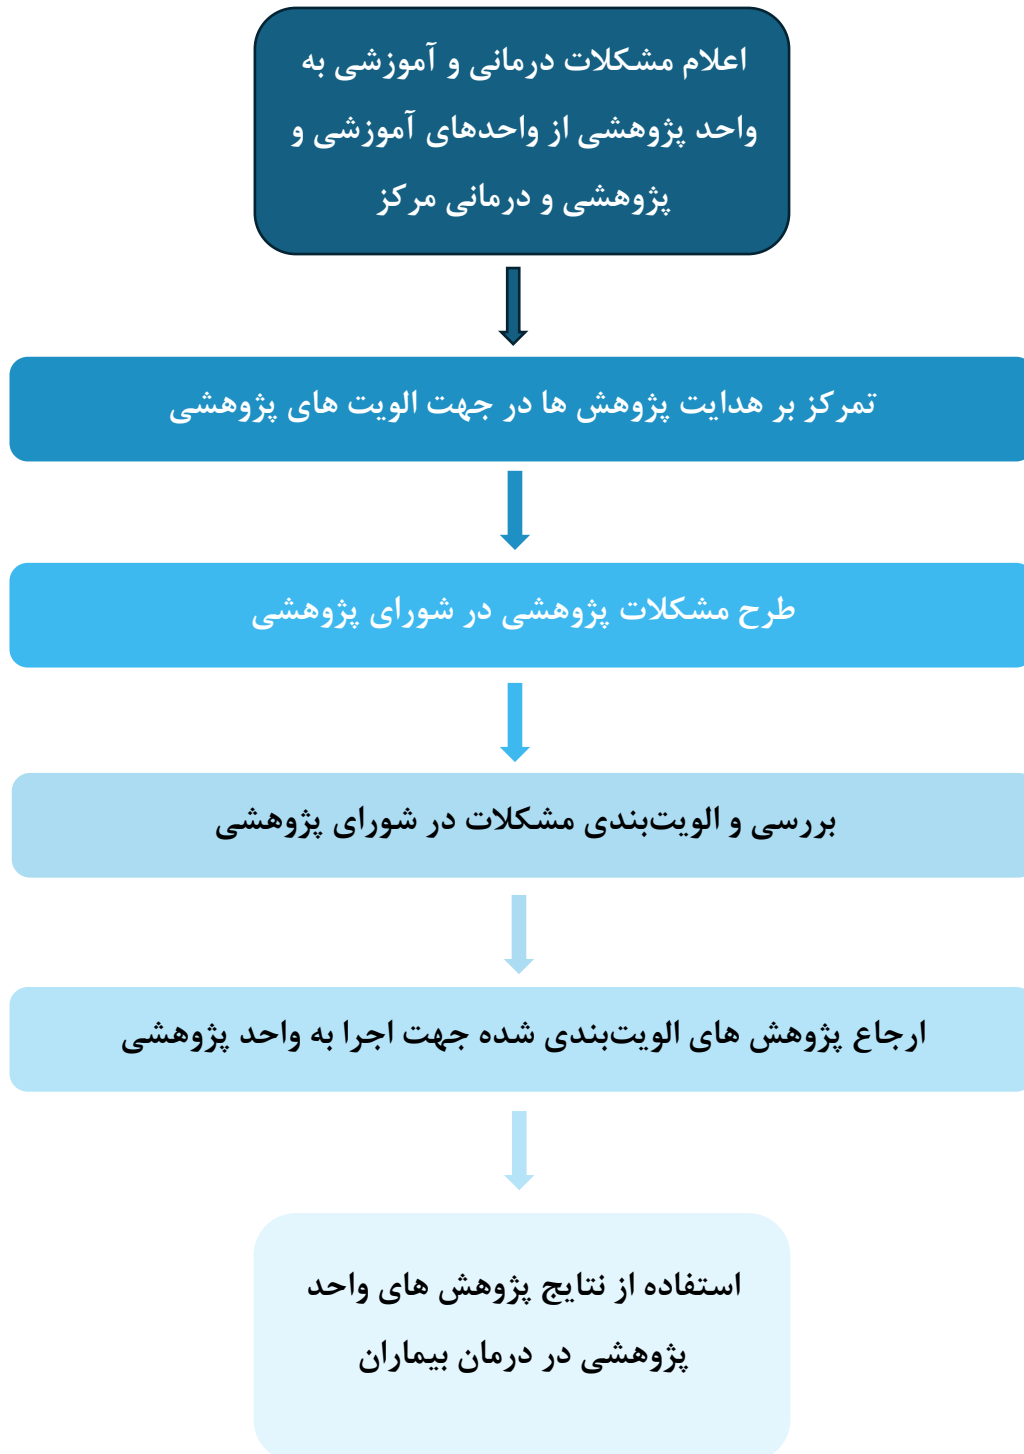 اعلام مشکلات درمانی و آموزشی به
واحد پژوهشی از واحدهای آموزشی و
پژوهشی و درمانی مرکز
تمرکز بر هدایت پژوهش ها در جهت الویت های پژوهشی
طرح مشکلات پژوهشی در شورای پژوهشی
بررسی و الویت‌بندی مشکلات در شورای پژوهشی
ارجاع پژوهش های الویت‌بندی شده جهت اجرا به واحد پژوهشی
استفاده از نتایج پژوهش های واحد
پژوهشی در درمان بیماران